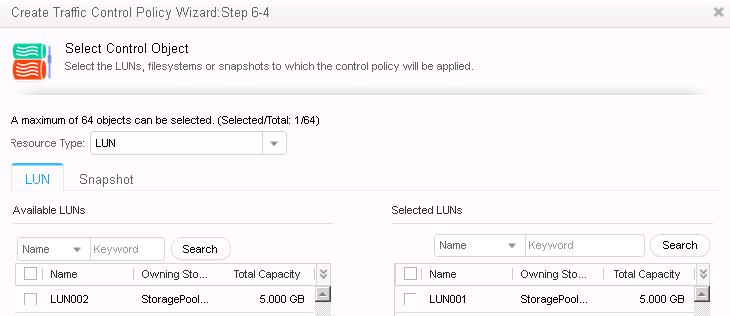 Create Traffic Control Policy Wizard:Step 6-4
Select Control Object
Select the LUNs, filesystems or snapshots to which the control policy will be applied.
A maximum of 64 objects can be selected. (Selected/Total: 1/64)
Resource Type: LUN
LUN Snapshot
Available LUNs Selected LUNs
Name Keyword Search Name Keyword Search
Name Owning Sto... Total Capacity Name Owning Sto... Total Capacity
LUN002 StoragePool... 5.000 GB LUN001 StoragePool... 5.000 GB